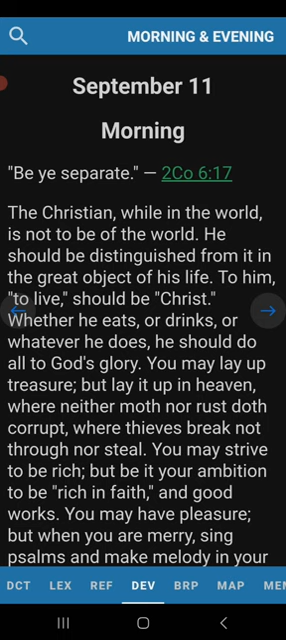 MORNING & EVENING
September 11
Morning
"Be ye separate." — 2Co 6:17
The Christian, while in the world,
is not to be of the world. He
should be distinguished from it in
the great object of his life. To him,
"to live," should be "Christ."
Whether he eats, or drinks, or
whatever he does, he should do
all to God's glory. You may lay up
treasure; but lay it up in heaven,
where neither moth nor rust doth
corrupt, where thieves break not
through nor steal. You may strive
to be rich; but be it your ambition
to be "rich in faith," and good
works. You may have pleasure;
but when you are merry, sing
psalms and make melody in your
DCT LEX REF DEV BRP MAP MEN